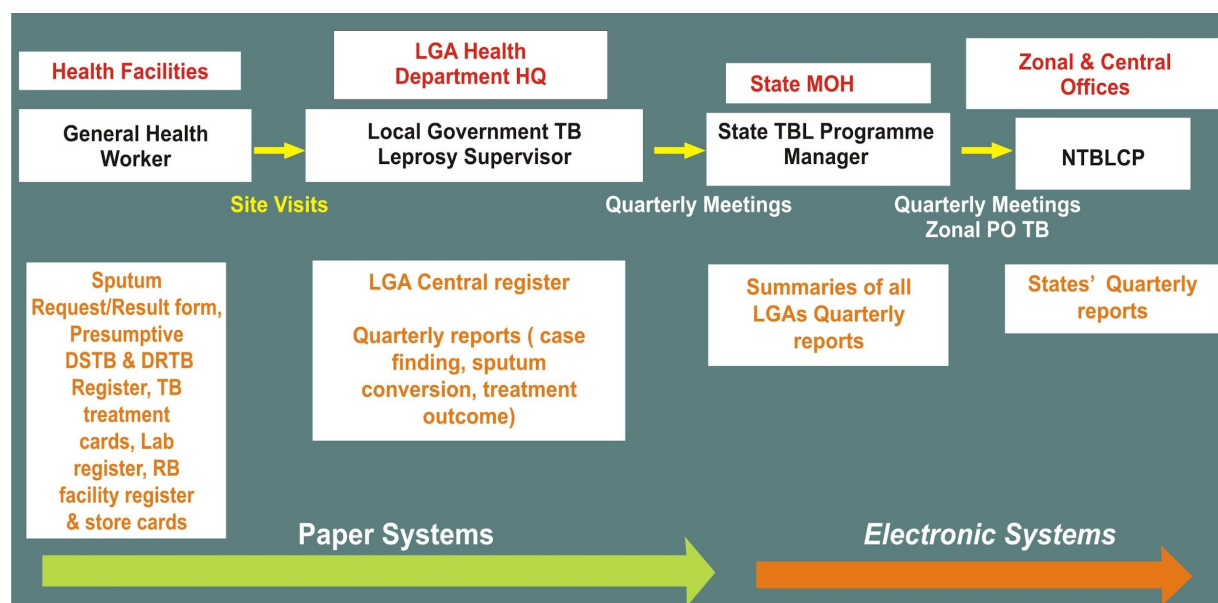 Health Facilities
LGA Health
Department HQ
State MOH
Zonal & Central
Offices
General Health
Worker
Local Government TB
Leprosy Supervisor
State TBL Programme
Manager
NTBLCP
Site Visits
Quarterly Meetings
Quarterly Meetings
Zonal PO TB
Sputum
Request/Result form,
Presumptive
DSTB & DRTB
Register, TB
treatment
cards, Lab
register, RB
facility register
& store cards
LGA Central register
Quarterly reports ( case
finding, sputum
conversion, treatment
outcome)
Summaries of all
LGAs Quarterly
reports
States' Quarterly
reports
Paper Systems
Electronic Systems